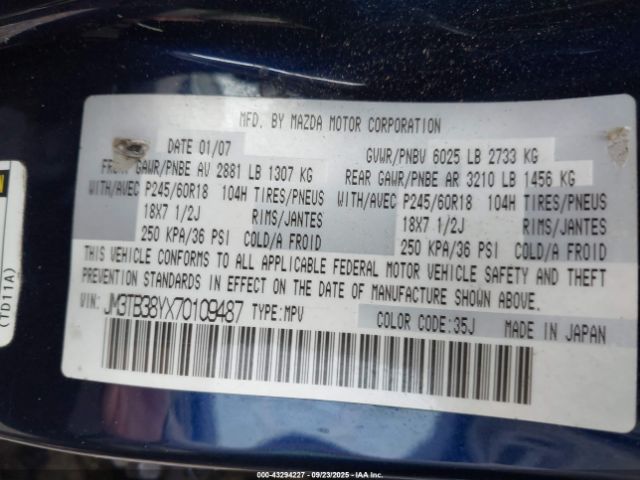 MFD. BY MAZDA MOTOR CORPORATION
DATE 01/07 GVWR/PNBV 6025 LB 2733 KG
FRONT GAWR/PNBE AV 2881 LB 1307 KG REAR GAWR/PNBE AR 3210 LB 1456 KG
WITH/AVEC P245/60R18 104H TIRES/PNEUS WITH/AVEC P245/60R18 104H TIRES/PNEUS
18X7 1/2J RIMS/JANTES 18X7 1/2J RIMS/JANTES
250 KPA/36 PSI COLD/A FROID 250 KPA/36 PSI COLD/A FROID
THIS VEHICLE CONFORMS TO ALL APPLICABLE FEDERAL MOTOR VEHICLE SAFETY AND THEFT
PREVENTION STANDARDS IN EFFECT ON THE DATE OF MANUFACTURE SHOWN ABOVE.
VIN: JM3TB38YX70109487 TYPE:MPV COLOR CODE:35J MADE IN JAPAN
(TD11A)
000-43294227 - 09/23/2025 - IAAI.COM